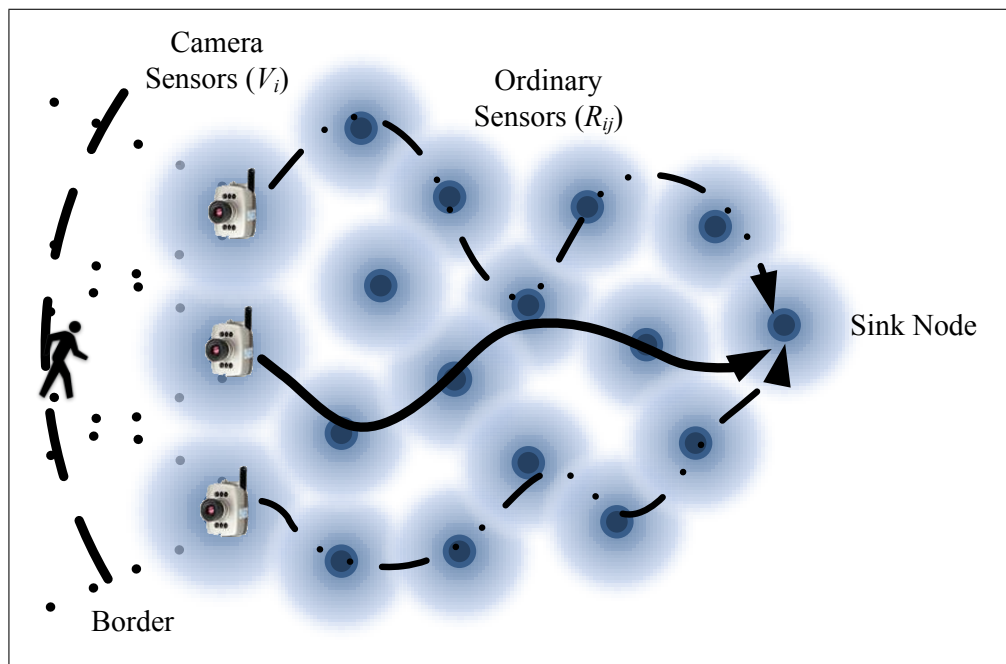 Camera
Sensors (Vi)
Ordinary
Sensors (Rij)
Sink Node
Border